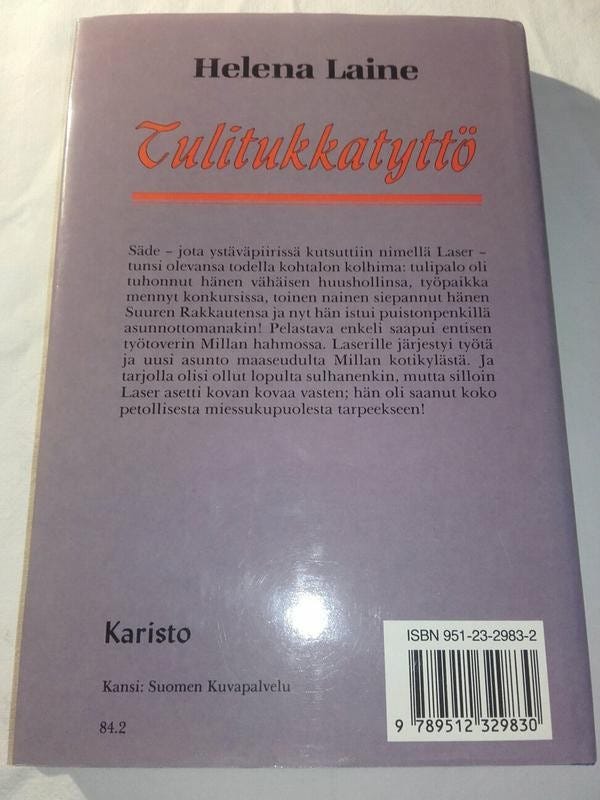 Helena Laine
Tulitukkatyttö
Säde – jota ystäväpiirissä kutsuttiin nimellä Laser –
tunsi olevansa todella kohtalon kolhima: tulipalo oli
tuhonnut hänen vähäisen huushollinsa, työpaikka
mennyt konkursissa, toinen nainen siepannut hänen
Suuren Rakkautensa ja nyt hän istui puistonpenkillä
asunnottomanakin! Pelastava enkeli saapui entisen
työtoverin Millan hahmossa. Laserille järjestyi työtä
ja uusi asunto maaseudulta Millan kotikylästä. Ja
tarjolla olisi ollut lopulta sulhanenkin, mutta silloin
Laser asetti kovan kovaa vasten; hän oli saanut koko
petollisesta miessukupuolesta tarpeekseen!
Karisto
Kansi: Suomen Kuvapalvelu
84.2
ISBN 951-23-2983-2
9 789512 329830